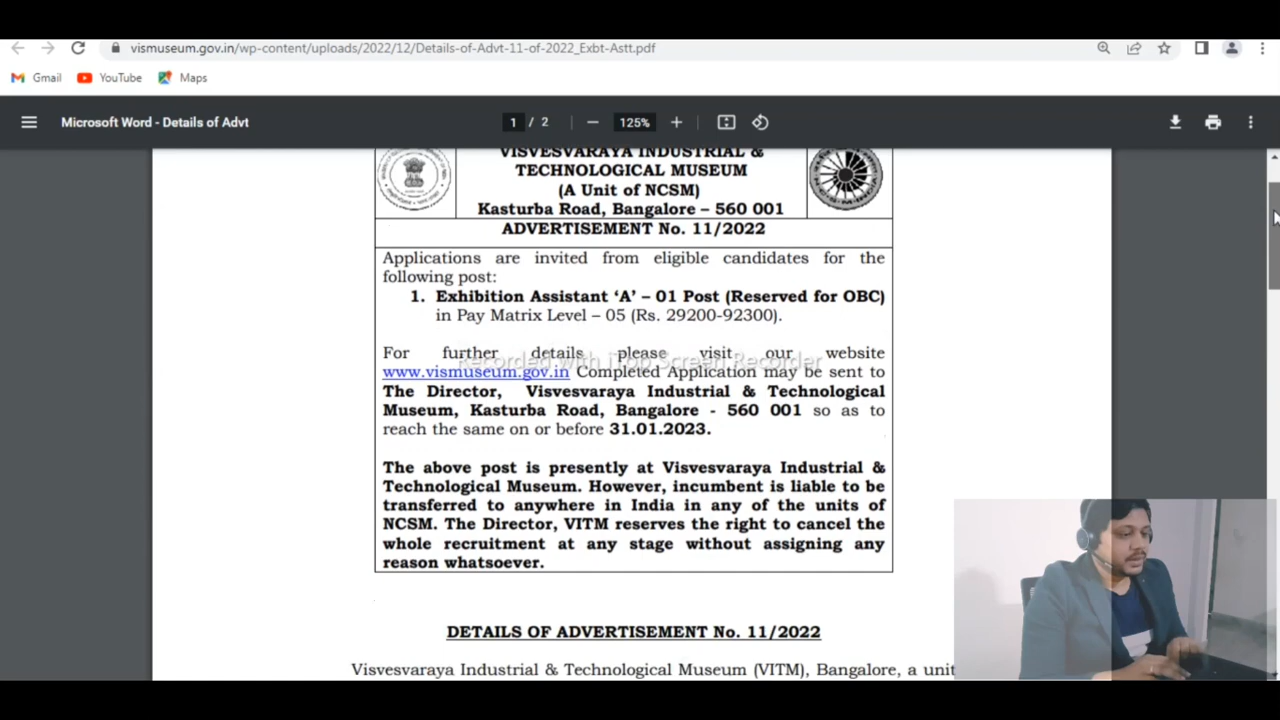 vismuseum.gov.in/wp-content/uploads/2022/12/Details-of-Advt-11-of-2022_Exbt-Astt.pdf
Gmail YouTube Maps
Microsoft Word - Details of Advt 1 / 2 125%
VISVESVARAYA INDUSTRIAL &
TECHNOLOGICAL MUSEUM
(A Unit of NCSM)
Kasturba Road, Bangalore – 560 001
ADVERTISEMENT No. 11/2022
Applications are invited from eligible candidates for the
following post:
1. Exhibition Assistant ‘A’ – 01 Post (Reserved for OBC)
in Pay Matrix Level – 05 (Rs. 29200-92300).
For further details please visit our website
Recorded with iTop Screen Recorder
www.vismuseum.gov.in Completed Application may be sent to
The Director, Visvesvaraya Industrial & Technological
Museum, Kasturba Road, Bangalore - 560 001 so as to
reach the same on or before 31.01.2023.
The above post is presently at Visvesvaraya Industrial &
Technological Museum. However, incumbent is liable to be
transferred to anywhere in India in any of the units of
NCSM. The Director, VITM reserves the right to cancel the
whole recruitment at any stage without assigning any
reason whatsoever.
DETAILS OF ADVERTISEMENT No. 11/2022
Visvesvaraya Industrial & Technological Museum (VITM), Bangalore, a unit